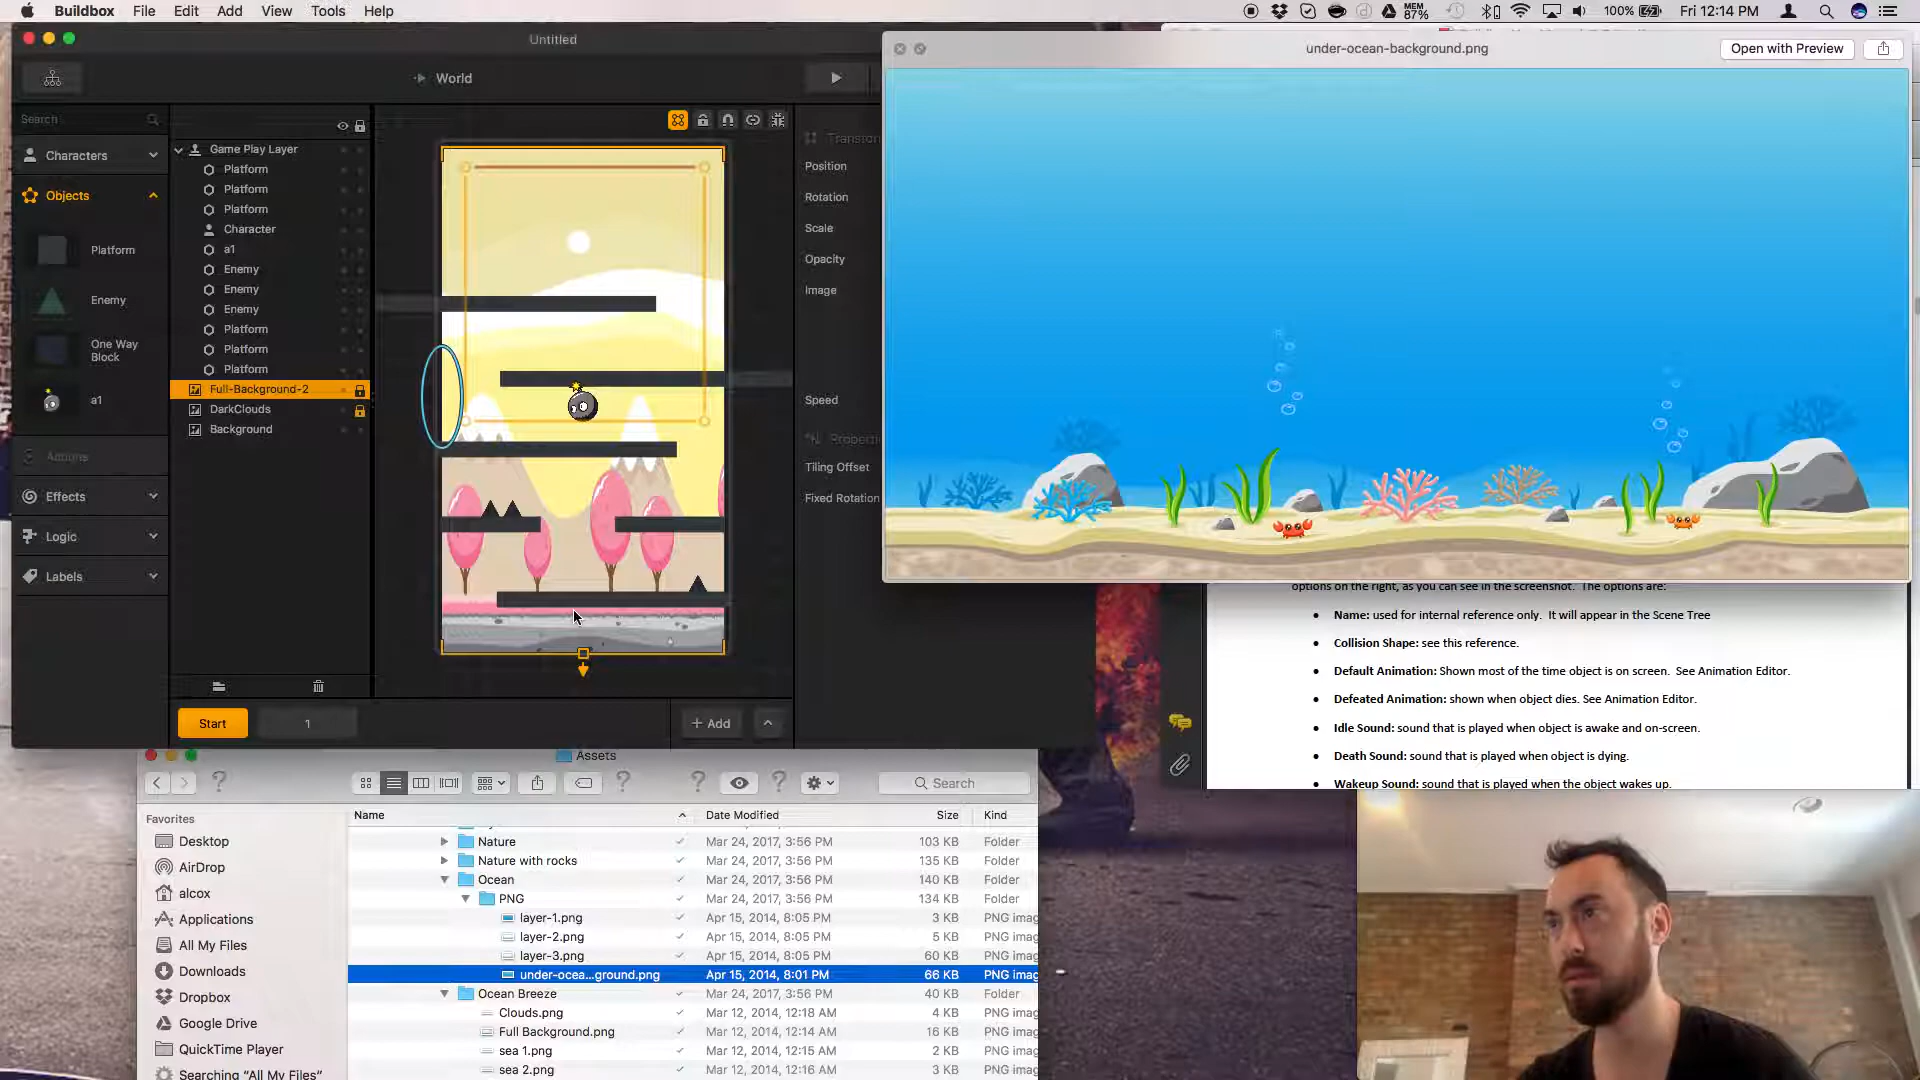 Buildbox File Edit Add View Tools Help
MEM
87%
100%
Fri 12:14 PM
Untitled
World
Search
Characters
Objects
Platform
Enemy
One Way
Block
a1
Actions
Effects
Logic
Labels
Game Play Layer
Platform
Platform
Platform
Character
a1
Enemy
Enemy
Enemy
Platform
Platform
Platform
Full-Background-2
DarkClouds
Background
Start
1
+ Add
Transform
Position
Rotation
Scale
Opacity
Image
Speed
Tiling Offset
Fixed Rotation
under-ocean-background.png
Open with Preview
options on the right, as you can see in the screenshot. The options are:
• Name: used for internal reference only. It will appear in the Scene Tree
• Collision Shape: see this reference.
• Default Animation: Shown most of the time object is on screen. See Animation Editor.
• Defeated Animation: shown when object dies. See Animation Editor.
• Idle Sound: sound that is played when object is awake and on-screen.
• Death Sound: sound that is played when object is dying.
• Wakeup Sound: sound that is played when the object wakes up.
Assets
Search
Favorites
Desktop
AirDrop
alcox
Applications
All My Files
Downloads
Dropbox
Google Drive
QuickTime Player
Searching “All My Files”
Name Date Modified Size Kind
Nature Mar 24, 2017, 3:56 PM 103 KB Folder
Nature with rocks Mar 24, 2017, 3:56 PM 135 KB Folder
Ocean Mar 24, 2017, 3:56 PM 140 KB Folder
PNG Mar 24, 2017, 3:56 PM 134 KB Folder
layer-1.png Apr 15, 2014, 8:05 PM 3 KB PNG imag
layer-2.png Apr 15, 2014, 8:05 PM 5 KB PNG imag
layer-3.png Apr 15, 2014, 8:05 PM 60 KB PNG imag
under-ocea...ground.png Apr 15, 2014, 8:01 PM 66 KB PNG imag
Ocean Breeze Mar 24, 2017, 3:56 PM 40 KB Folder
Clouds.png Mar 12, 2014, 12:18 AM 4 KB PNG imag
Full Background.png Mar 12, 2014, 12:14 AM 16 KB PNG imag
sea 1.png Mar 12, 2014, 12:15 AM 2 KB PNG imag
sea 2.png Mar 12, 2014, 12:16 AM 3 KB PNG imag